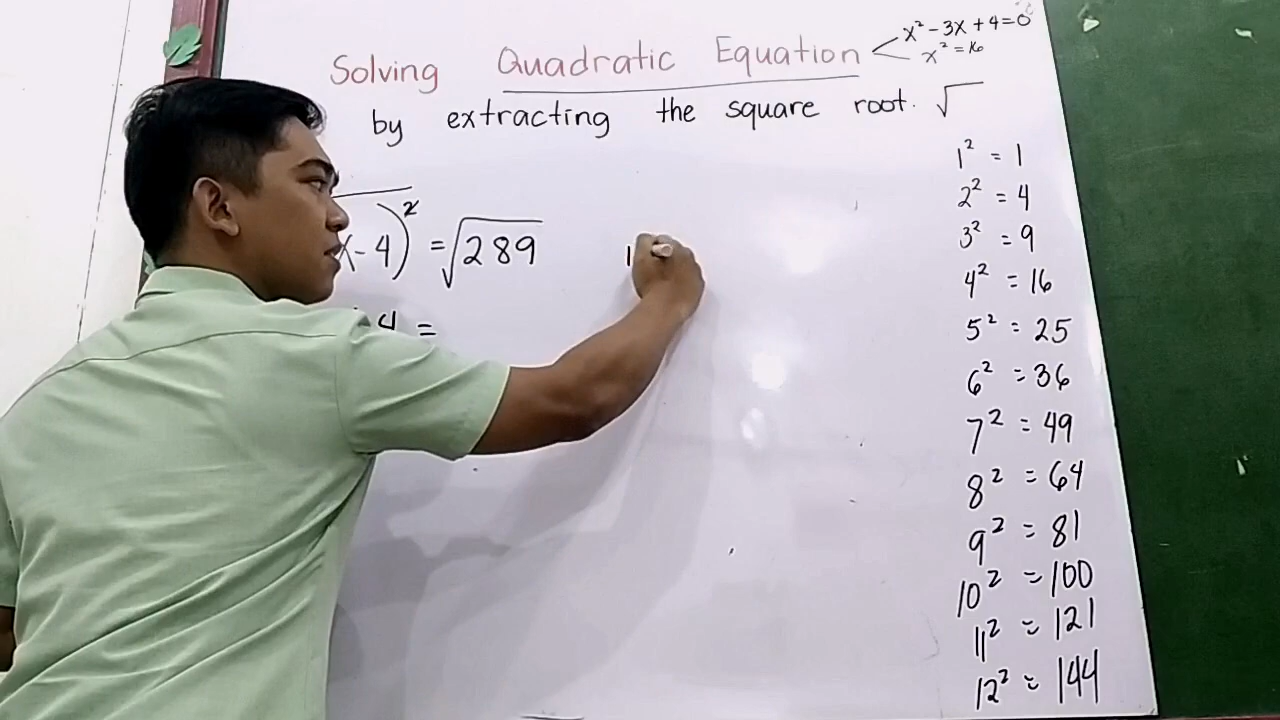 Solving Quadratic Equation
x² - 3x + 4 = 0
x² = 16
by extracting the square root. √
x - 4)² = √289
4 =
1
1² = 1
2² = 4
3² = 9
4² = 16
5² = 25
6² = 36
7² = 49
8² = 64
9² = 81
10² = 100
11² = 121
12² = 144